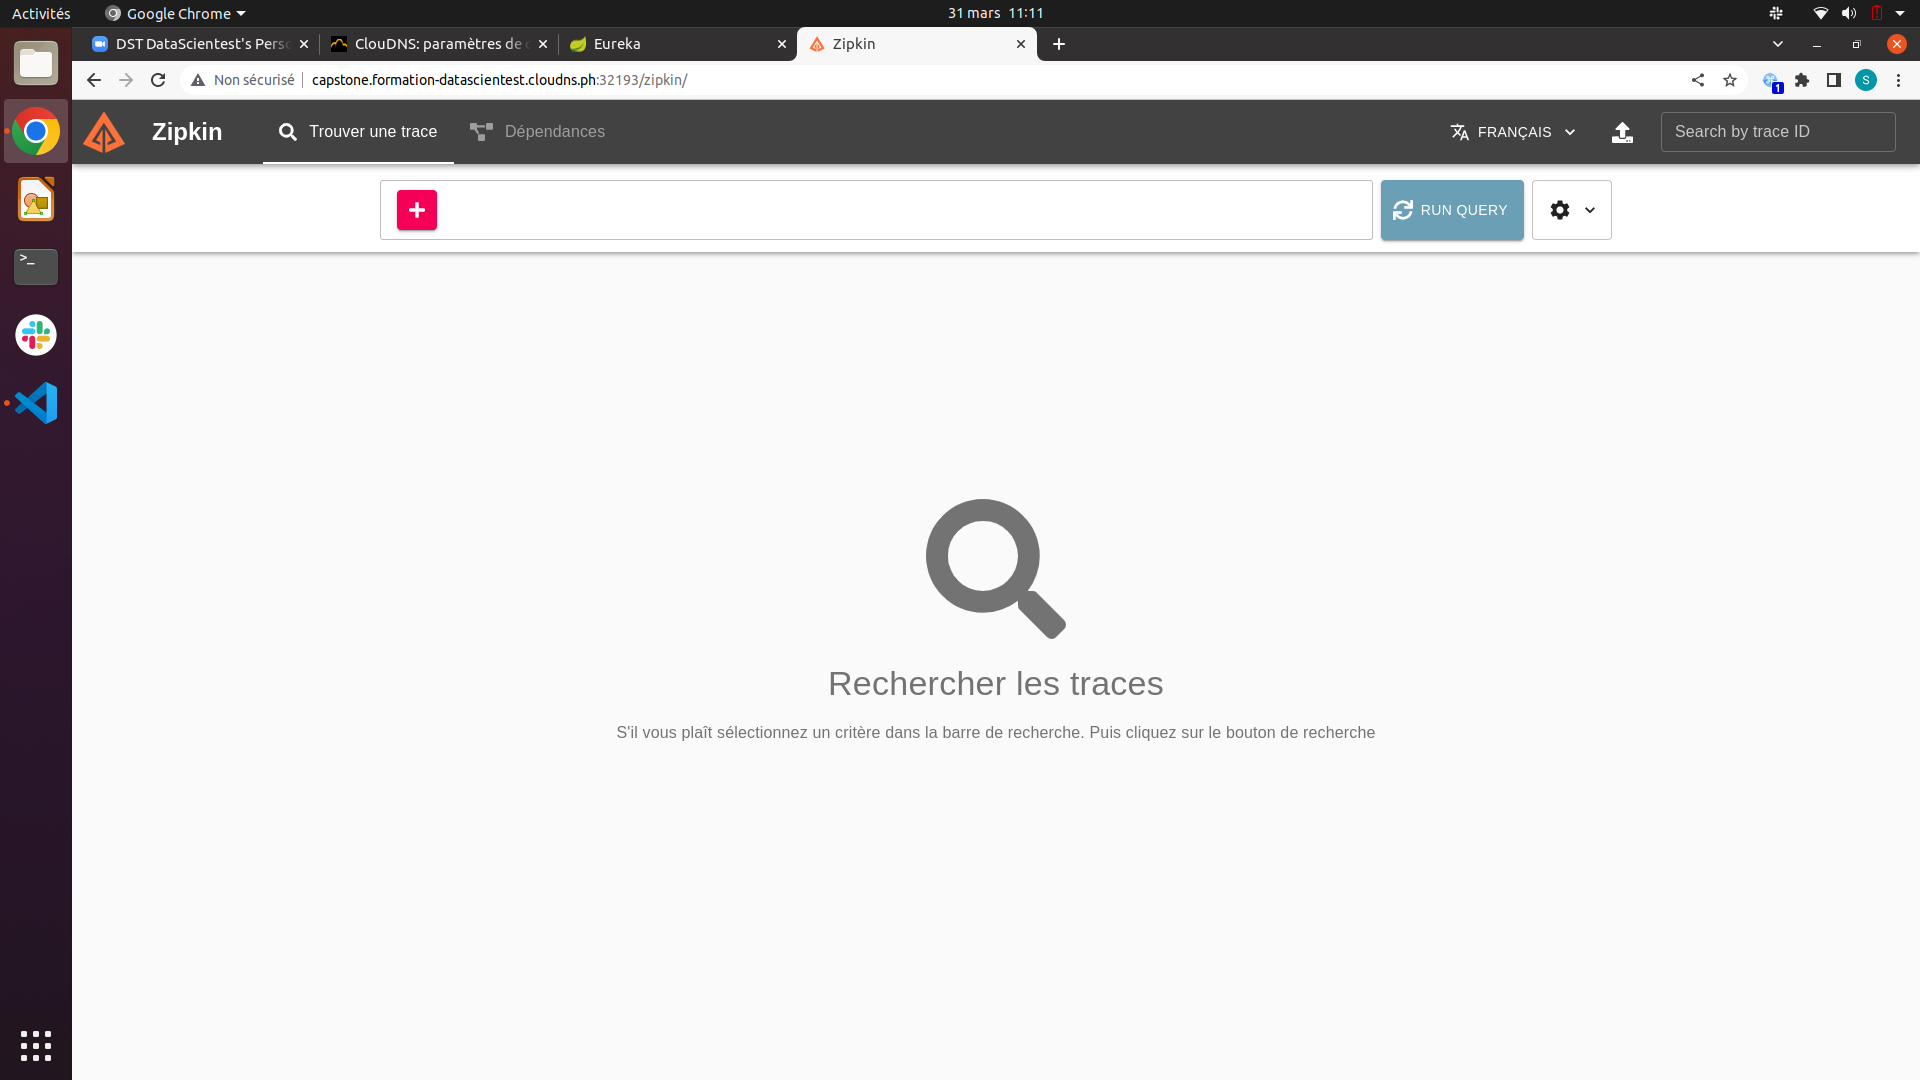 Activités
Google Chrome
31 mars 11:11
DST DataScientest's Perso
ClouDNS: paramètres de c
Eureka
Zipkin
Non sécurisé
capstone.formation-datascientest.cloudns.ph:32193/zipkin/
1
S
Zipkin
Trouver une trace
Dépendances
FRANÇAIS
Search by trace ID
RUN QUERY
>_
Rechercher les traces
S'il vous plaît sélectionnez un critère dans la barre de recherche. Puis cliquez sur le bouton de recherche